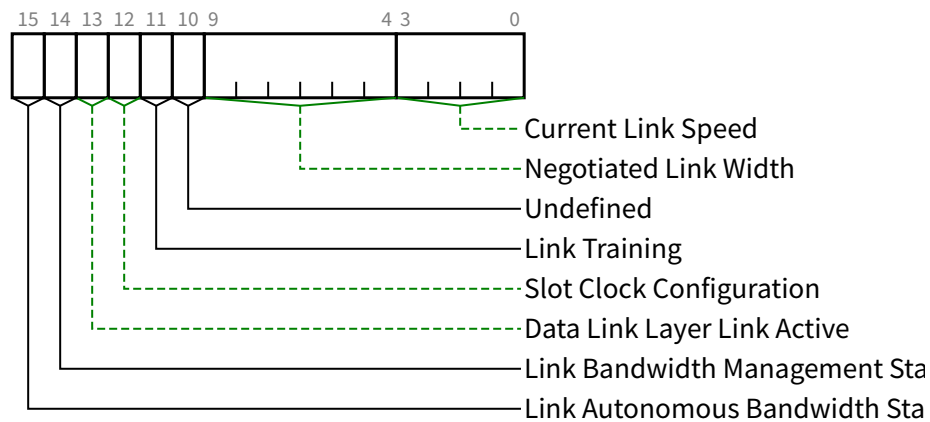 15 14 13 12 11 10 9 4 3 0
Current Link Speed
Negotiated Link Width
Undefined
Link Training
Slot Clock Configuration
Data Link Layer Link Active
Link Bandwidth Management Sta
Link Autonomous Bandwidth Sta